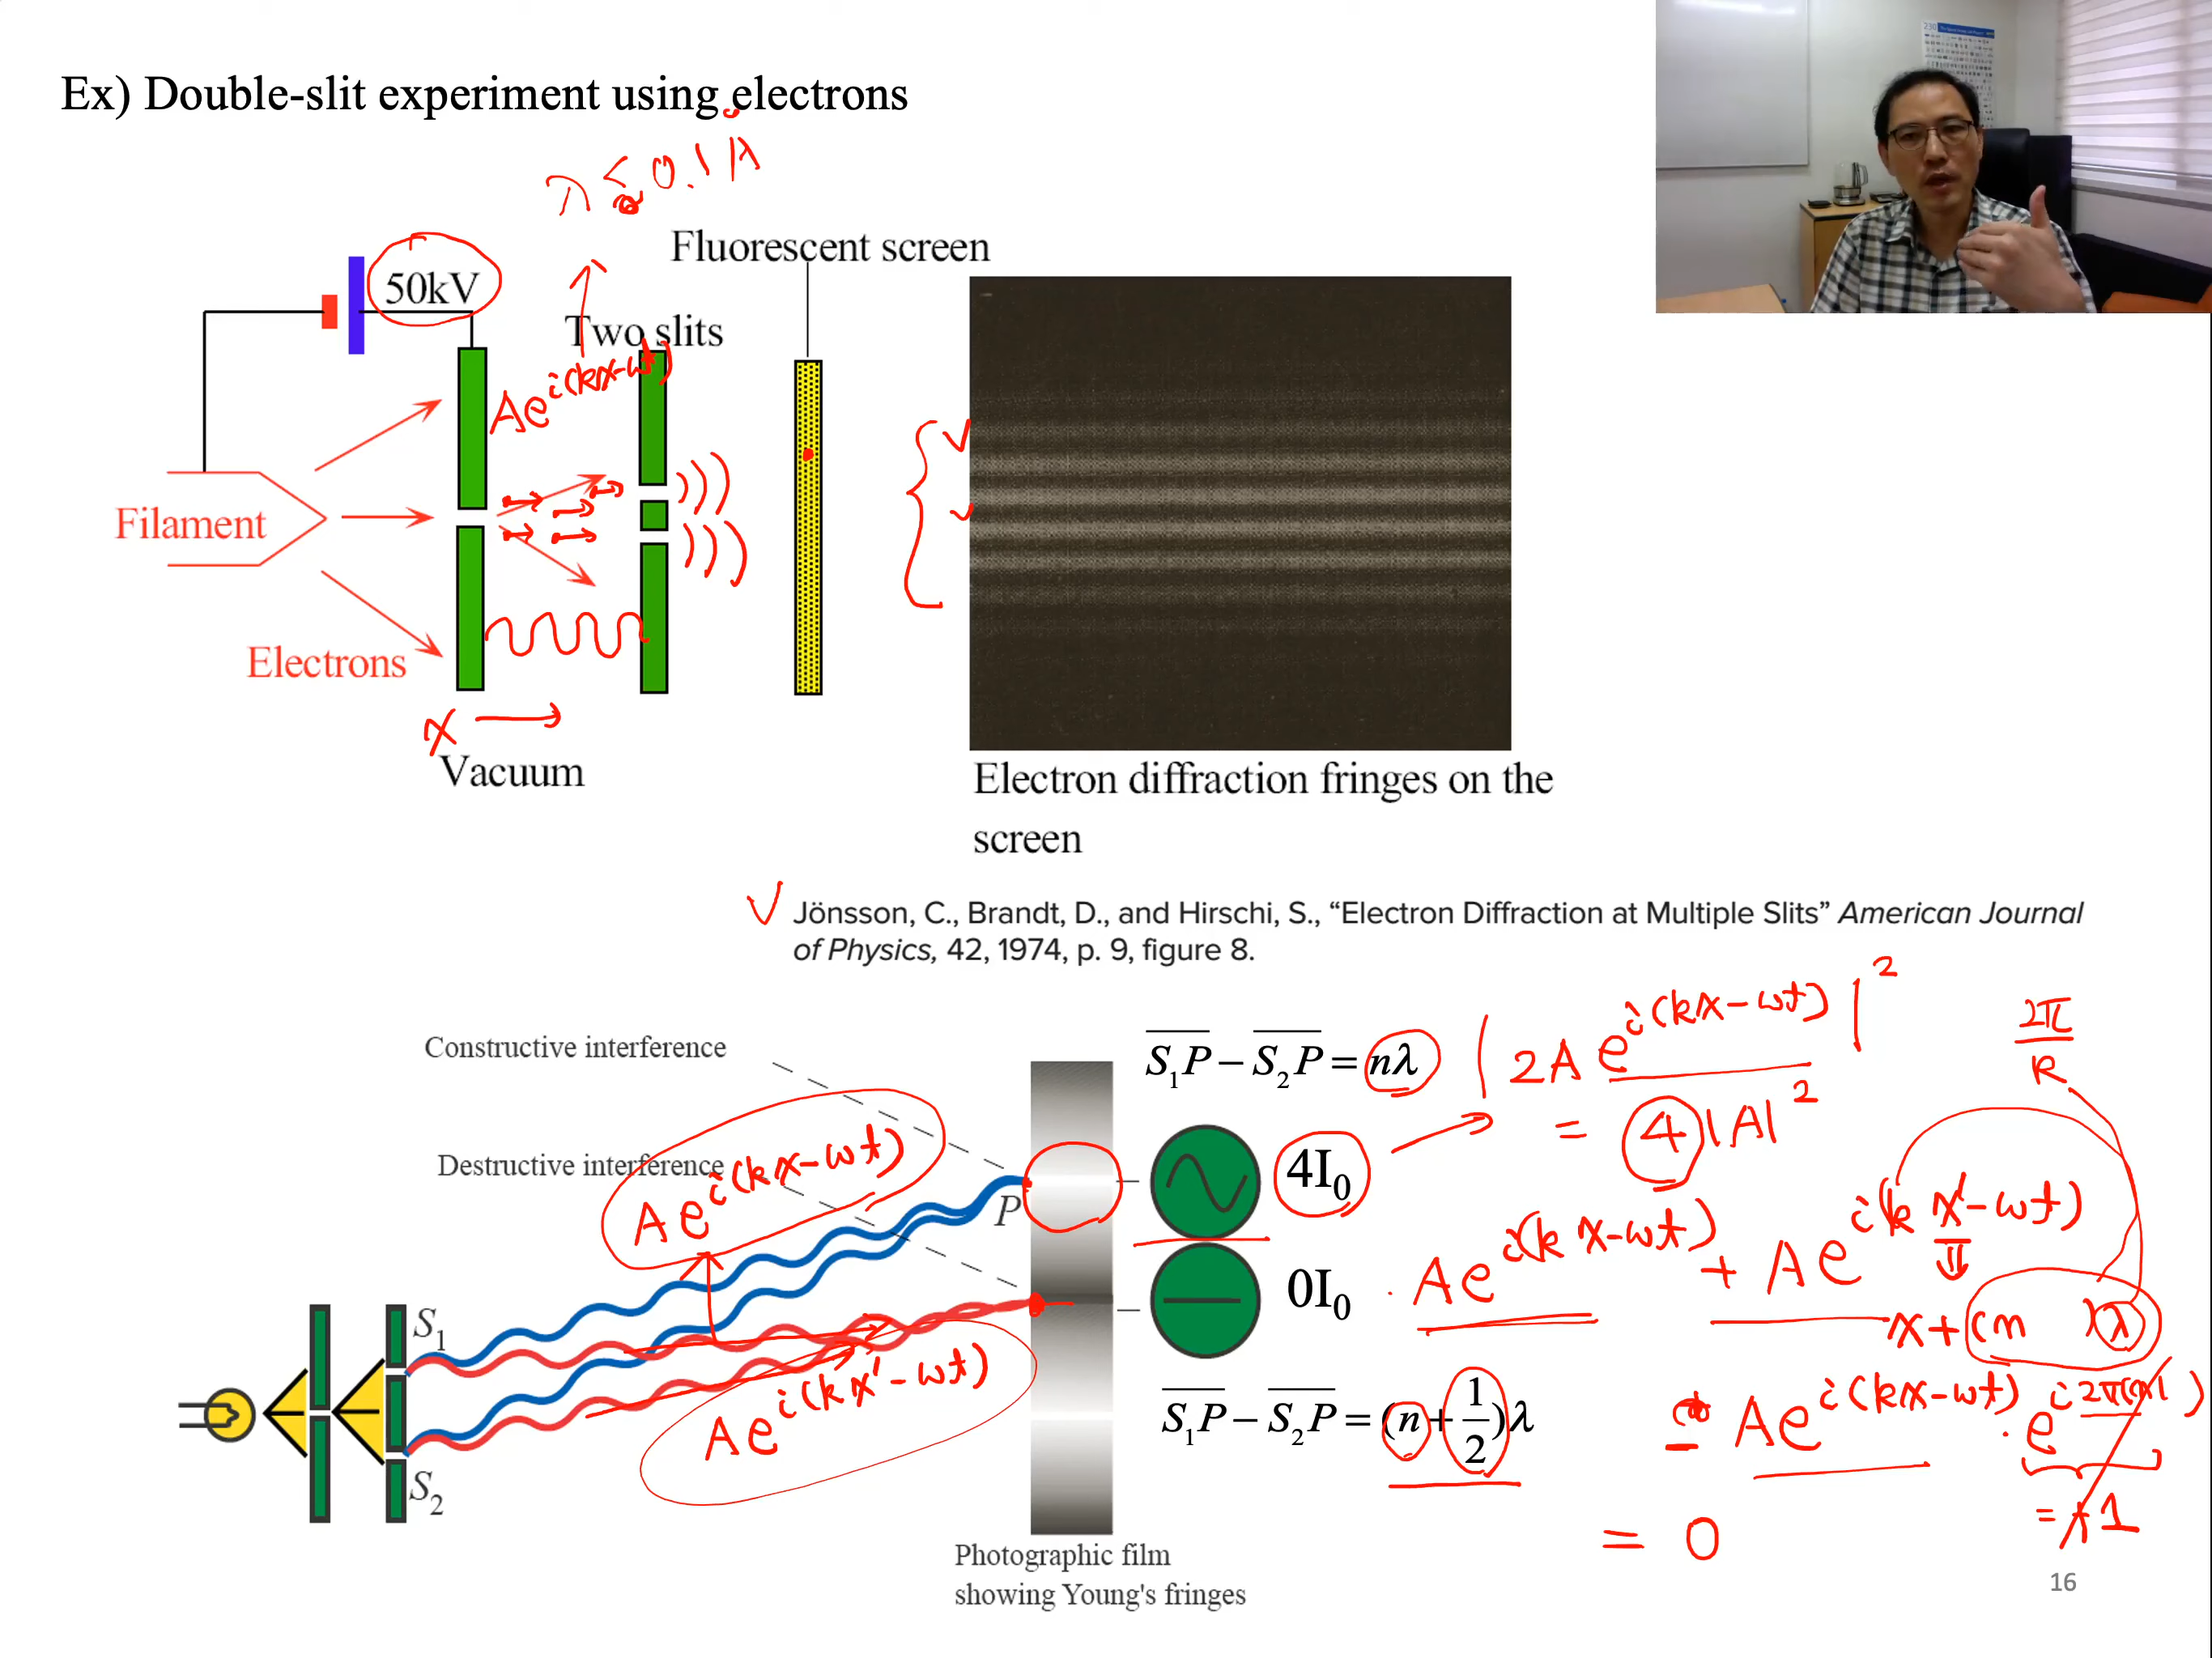 Ex) Double-slit experiment using electrons
λ ≲ 0.1 Å
Fluorescent screen
50kV
Two slits
Ae^{i(kx-ωt)}
Filament
Electrons
x →
Vacuum
Electron diffraction fringes on the
screen
Jönsson, C., Brandt, D., and Hirschi, S., “Electron Diffraction at Multiple Slits” American Journal
of Physics, 42, 1974, p. 9, figure 8.
Constructive interference
S₁P − S₂P = nλ
|2Ae^{i(kx-ωt)}|²
2π/k
= 4|A|²
Destructive interference
Ae^{i(kx-ωt)}
P
4I₀
Ae^{i(kx-ωt)} + Ae^{i(kx'-ωt)}
0I₀
x+(n )λ
S₁
Ae^{i(kx'-ωt)}
S₁P − S₂P = (n+1/2)λ
Ae^{i(kx-ωt)} · e^{i2π(n)}
S₂
= 1
= 0
Photographic film
showing Young's fringes
16